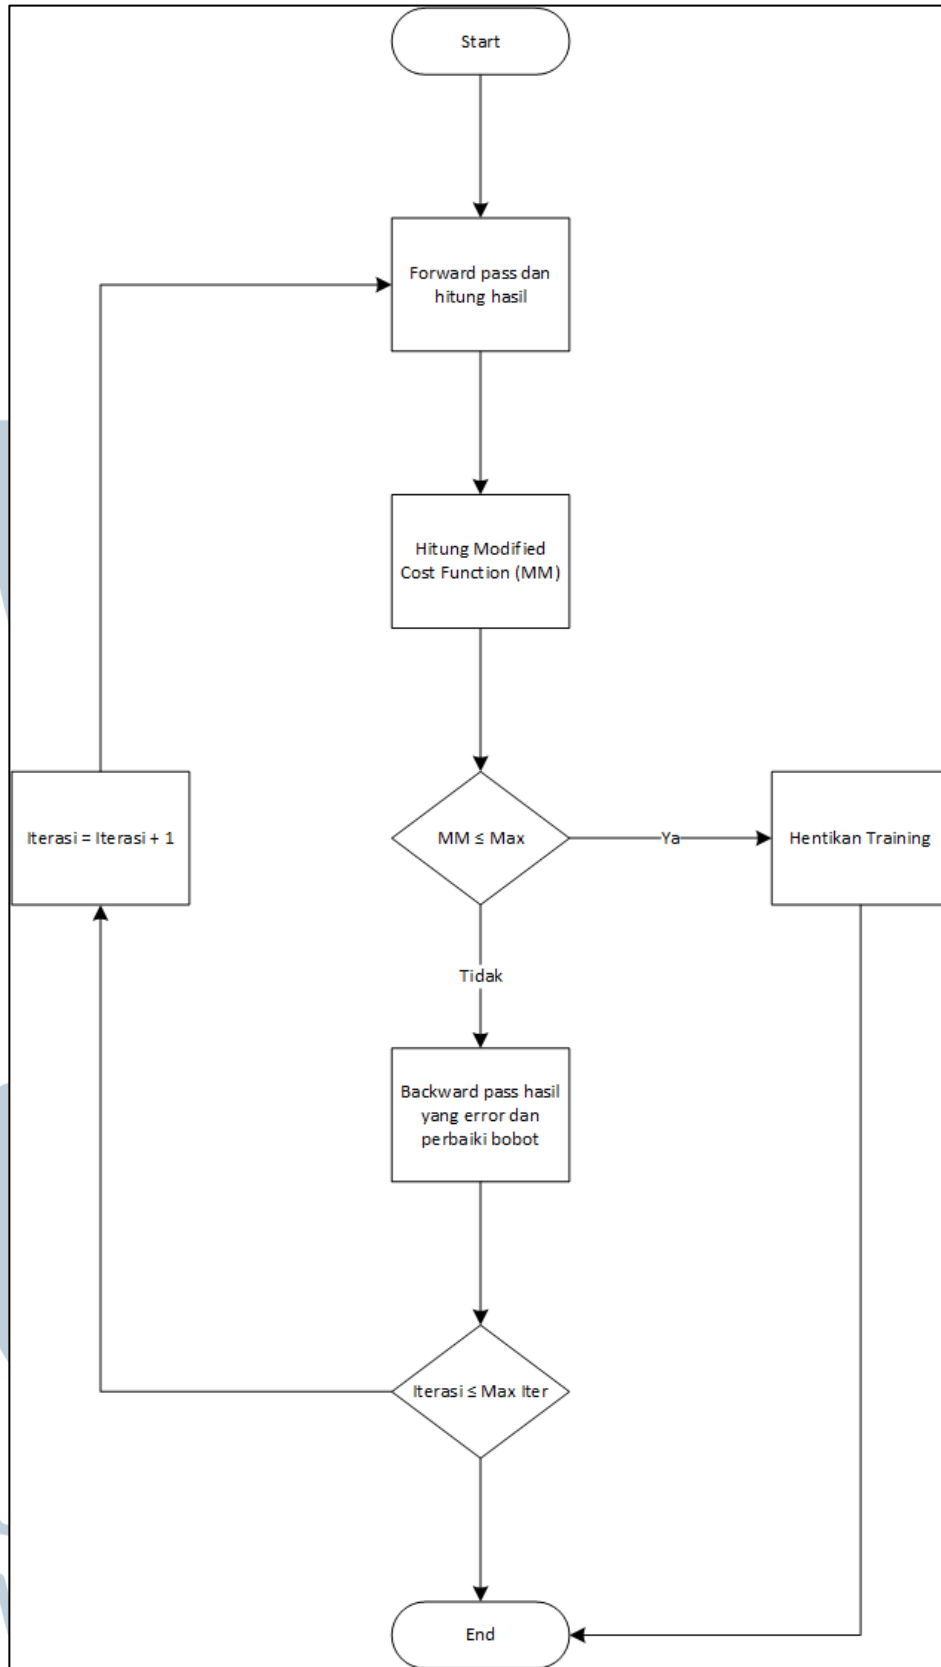 Start
Forward pass dan
hitung hasil
Hitung Modified
Cost Function (MM)
Iterasi = Iterasi + 1
MM ≤ Max
Ya
Hentikan Training
Tidak
Backward pass hasil
yang error dan
perbaiki bobot
Iterasi ≤ Max Iter
End